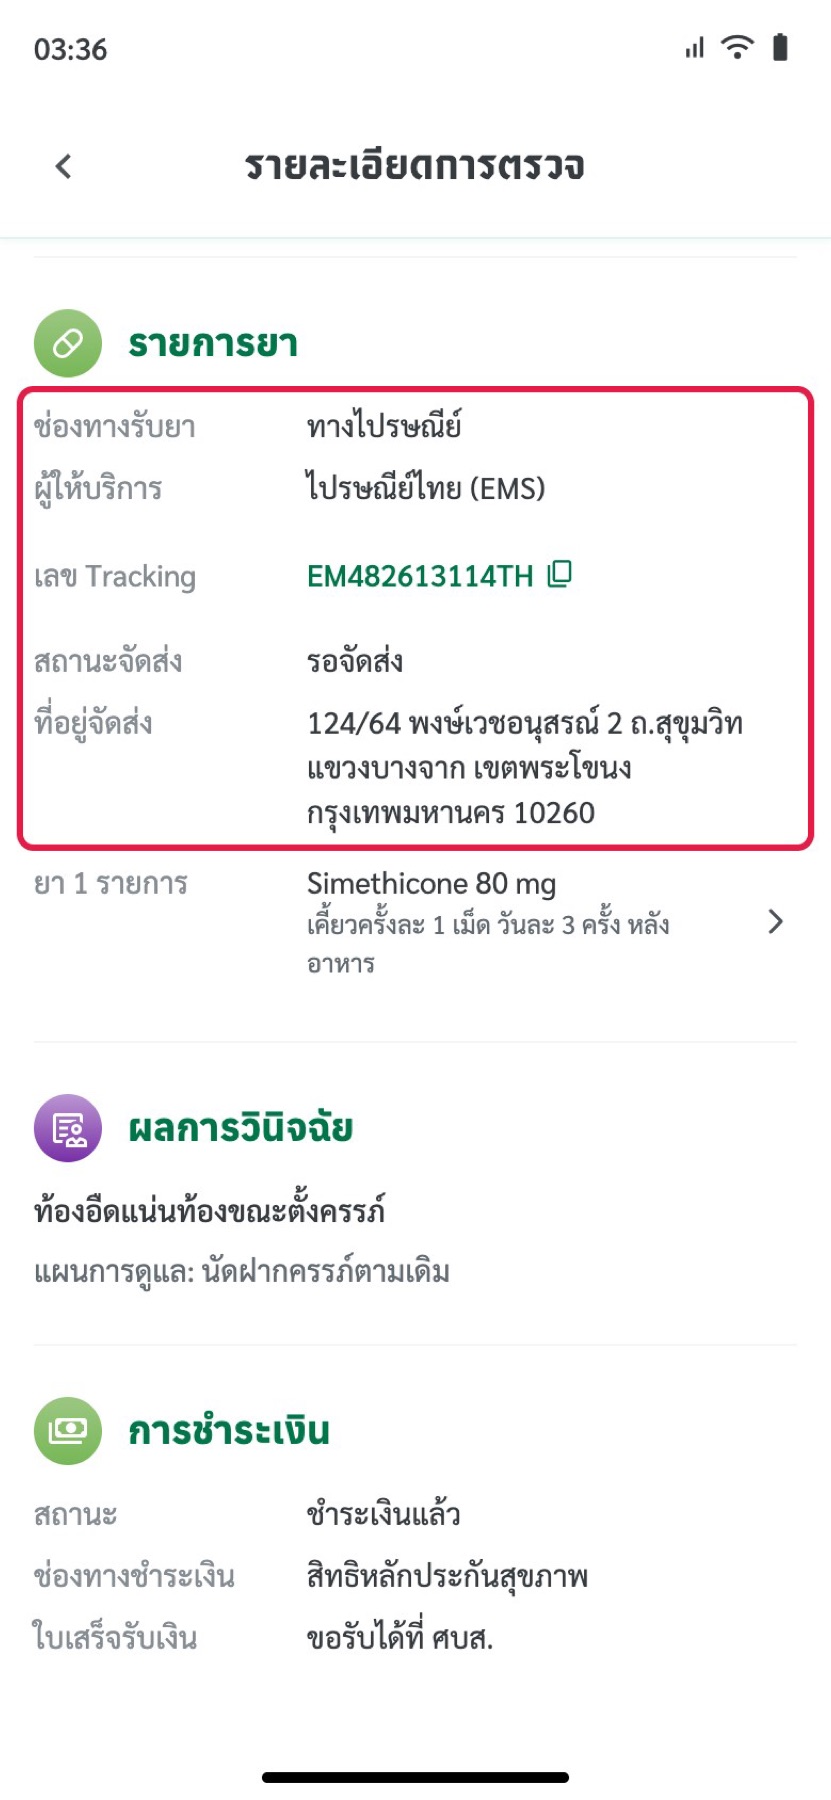 03:36
รายละเอียดการตรวจ
รายการยา
ช่องทางรับยา ทางไปรษณีย์
ผู้ให้บริการ ไปรษณีย์ไทย (EMS)
เลข Tracking EM482613114TH
สถานะจัดส่ง รอจัดส่ง
ที่อยู่จัดส่ง 124/64 พงษ์เวชอนุสรณ์ 2 ถ.สุขุมวิท
แขวงบางจาก เขตพระโขนง
กรุงเทพมหานคร 10260
ยา 1 รายการ Simethicone 80 mg
เคี้ยวครั้งละ 1 เม็ด วันละ 3 ครั้ง หลัง
อาหาร
ผลการวินิจฉัย
ท้องอืดแน่นท้องขณะตั้งครรภ์
แผนการดูแล: นัดฝากครรภ์ตามเดิม
การชำระเงิน
สถานะ ชำระเงินแล้ว
ช่องทางชำระเงิน สิทธิหลักประกันสุขภาพ
ใบเสร็จรับเงิน ขอรับได้ที่ ศบส.